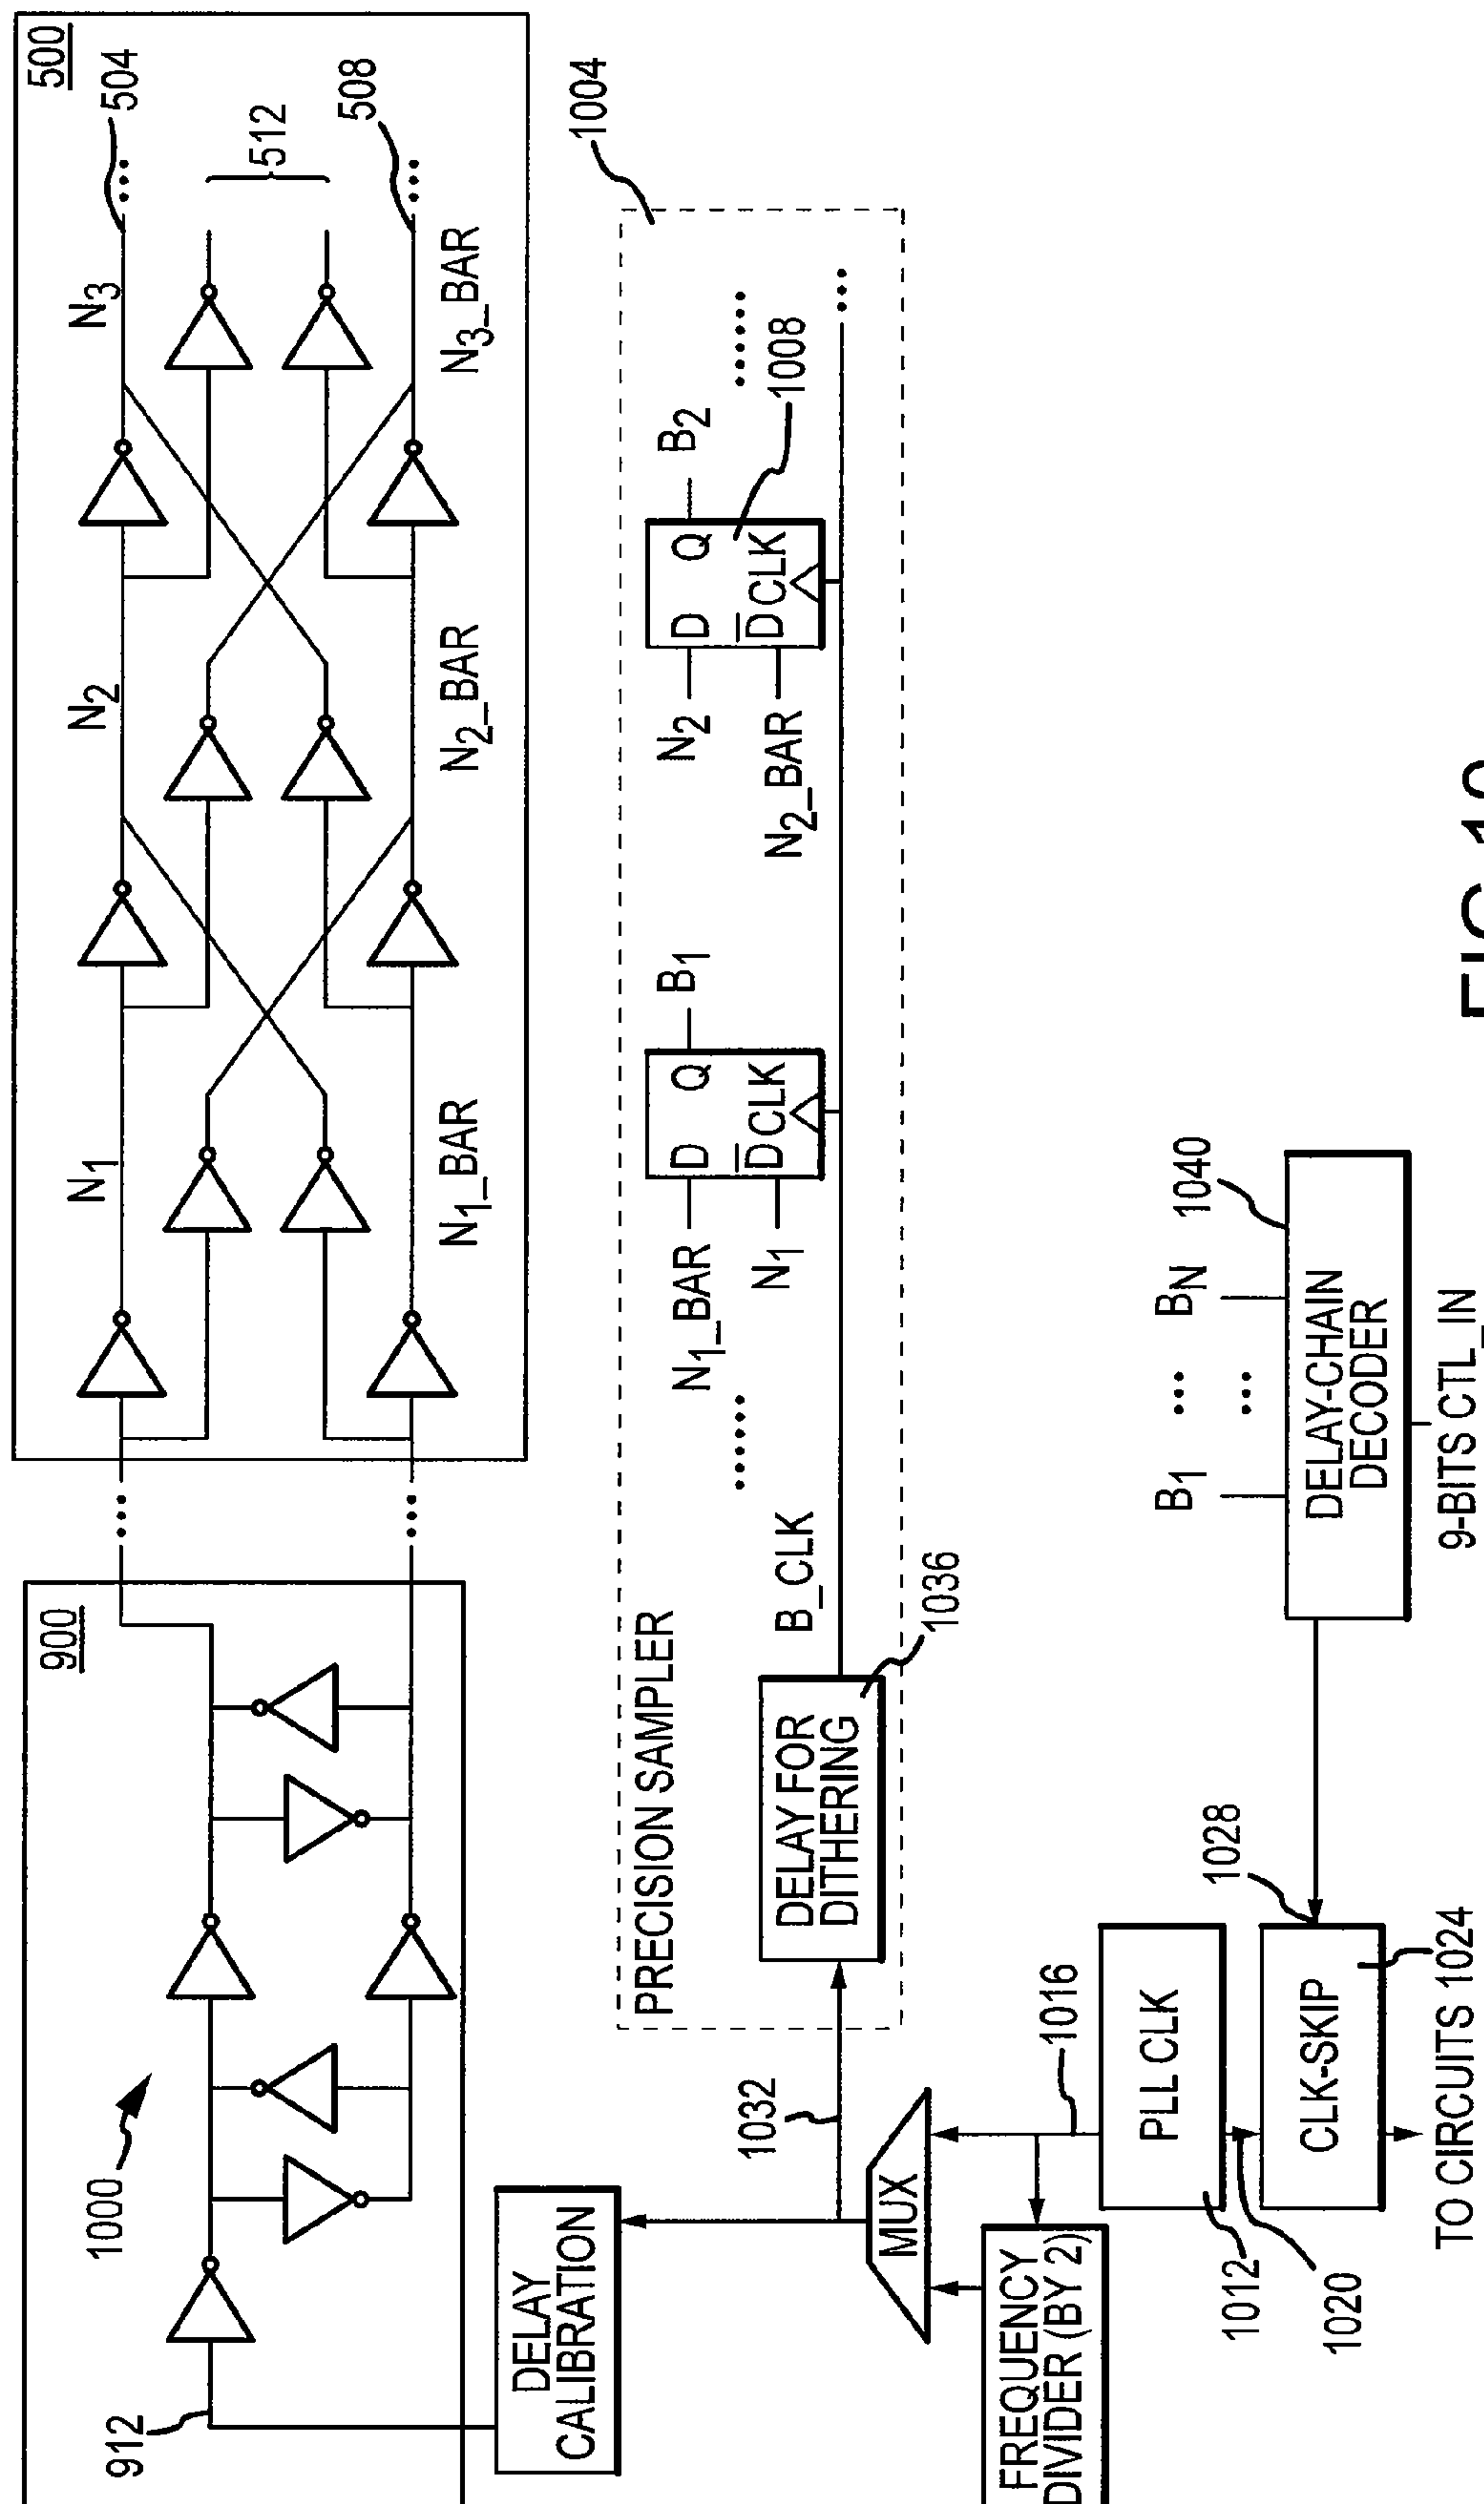 900
912
1000
500
504
512
508
N1
N2
N3
N1_BAR
N2_BAR
N3_BAR
1004
PRECISION SAMPLER
N1_BAR
N1
D Q
D̅ CLK
B1
N2
N2_BAR
D Q
D̅ CLK
B2
1008
B_CLK
DELAY FOR
DITHERING
1036
1032
DELAY
CALIBRATION
MUX
FREQUENCY
DIVIDER (BY 2)
1016
PLL CLK
1012
1020
CLK-SKIP
1028
TO CIRCUITS 1024
B1 ••• BN
•••
1040
DELAY-CHAIN
DECODER
9-BITS CTL_IN